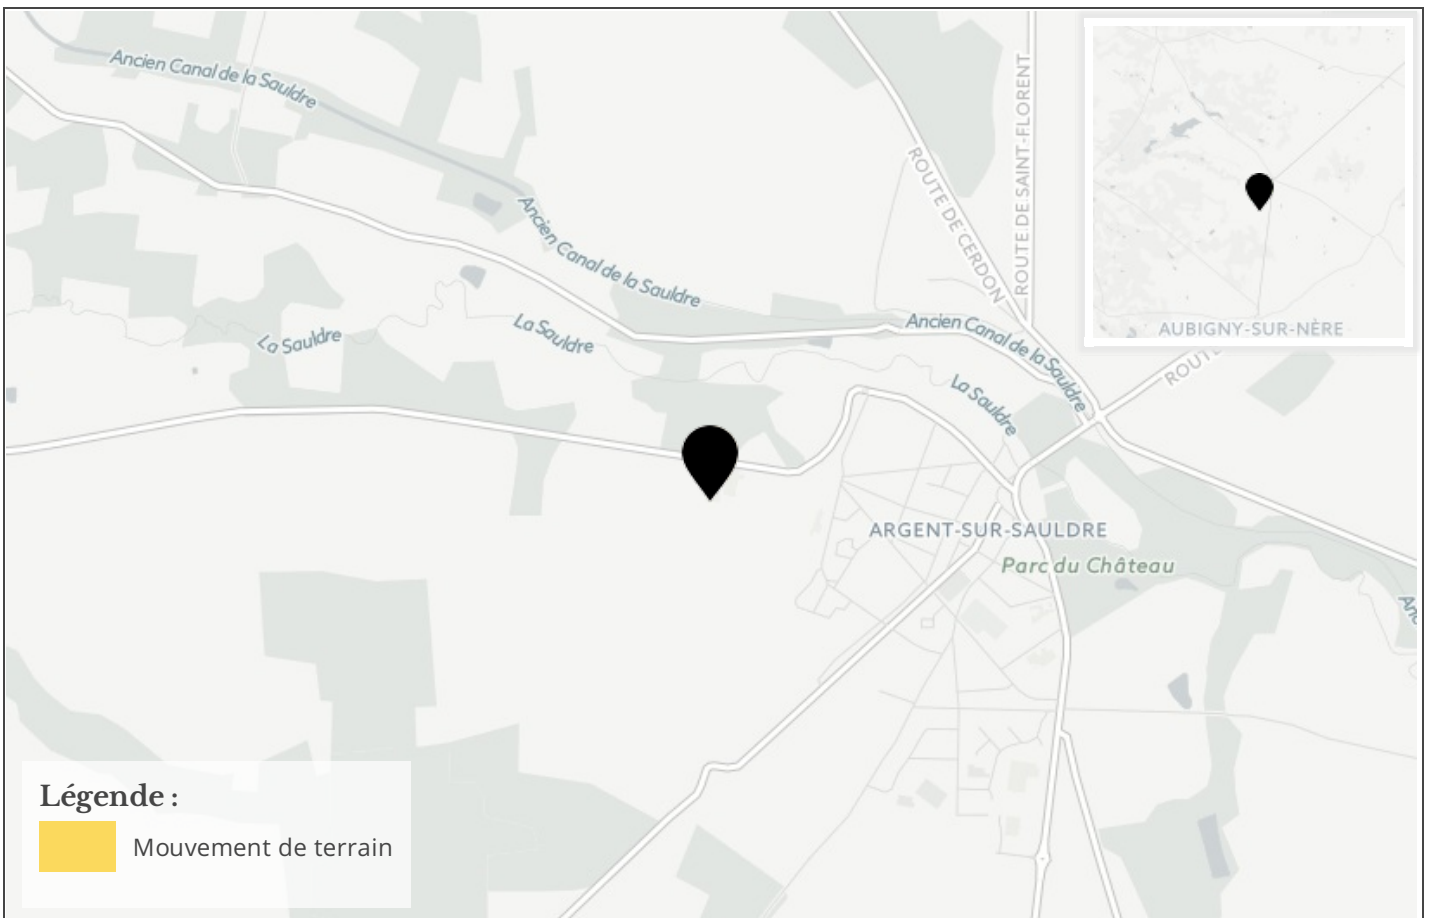 Ancien Canal de la Sauldre
ROUTE DE CERDON
ROUTE DE SAINT-FLORENT
Ancien Canal de la Sauldre
La Sauldre
La Sauldre
Ancien Canal de la Sauldre
La Sauldre
AUBIGNY-SUR-NÈRE
ROUTE
ARGENT-SUR-SAULDRE
Parc du Château
Légende :
Mouvement de terrain